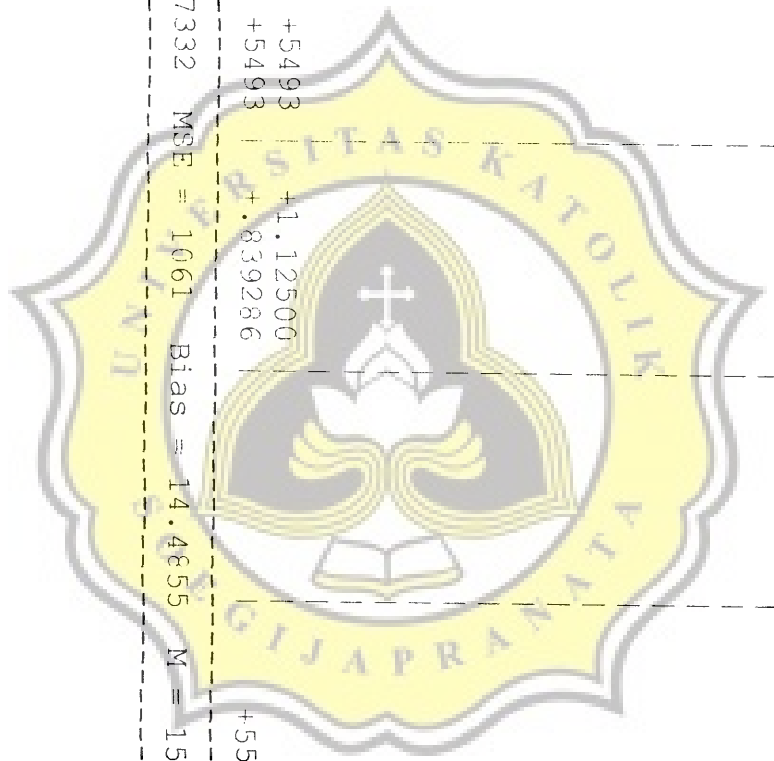 +5493 +1.12500
+5493 +.839286
+55
7332 MSE = 1061 Bias = 14.4855 M = 15
UNIVERSITAS KATOLIK
SOEGIJAPRANATA